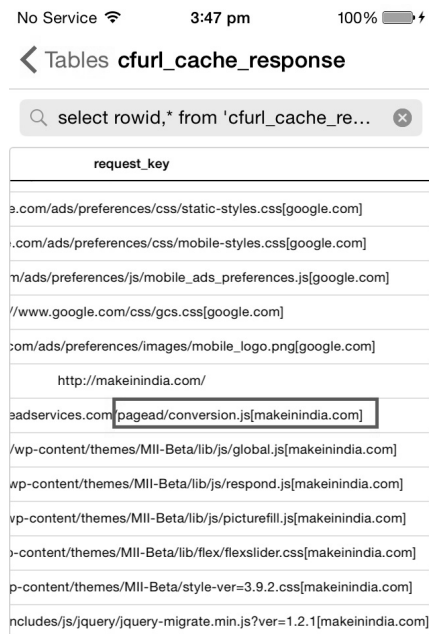 No Service 3:47 pm 100%
Tables cfurl_cache_response
select rowid,* from 'cfurl_cache_re...
request_key
e.com/ads/preferences/css/static-styles.css[google.com]
.com/ads/preferences/css/mobile-styles.css[google.com]
m/ads/preferences/js/mobile_ads_preferences.js[google.com]
//www.google.com/css/gcs.css[google.com]
com/ads/preferences/images/mobile_logo.png[google.com]
http://makeinindia.com/
eadservices.com/pagead/conversion.js[makeinindia.com]
/wp-content/themes/MII-Beta/lib/js/global.js[makeinindia.com]
wp-content/themes/MII-Beta/lib/js/respond.js[makeinindia.com]
vp-content/themes/MII-Beta/lib/js/picturefill.js[makeinindia.com]
o-content/themes/MII-Beta/lib/flex/flexslider.css[makeinindia.com]
p-content/themes/MII-Beta/style-ver=3.9.2.css[makeinindia.com]
ncludes/js/jquery/jquery-migrate.min.js?ver=1.2.1[makeinindia.com]